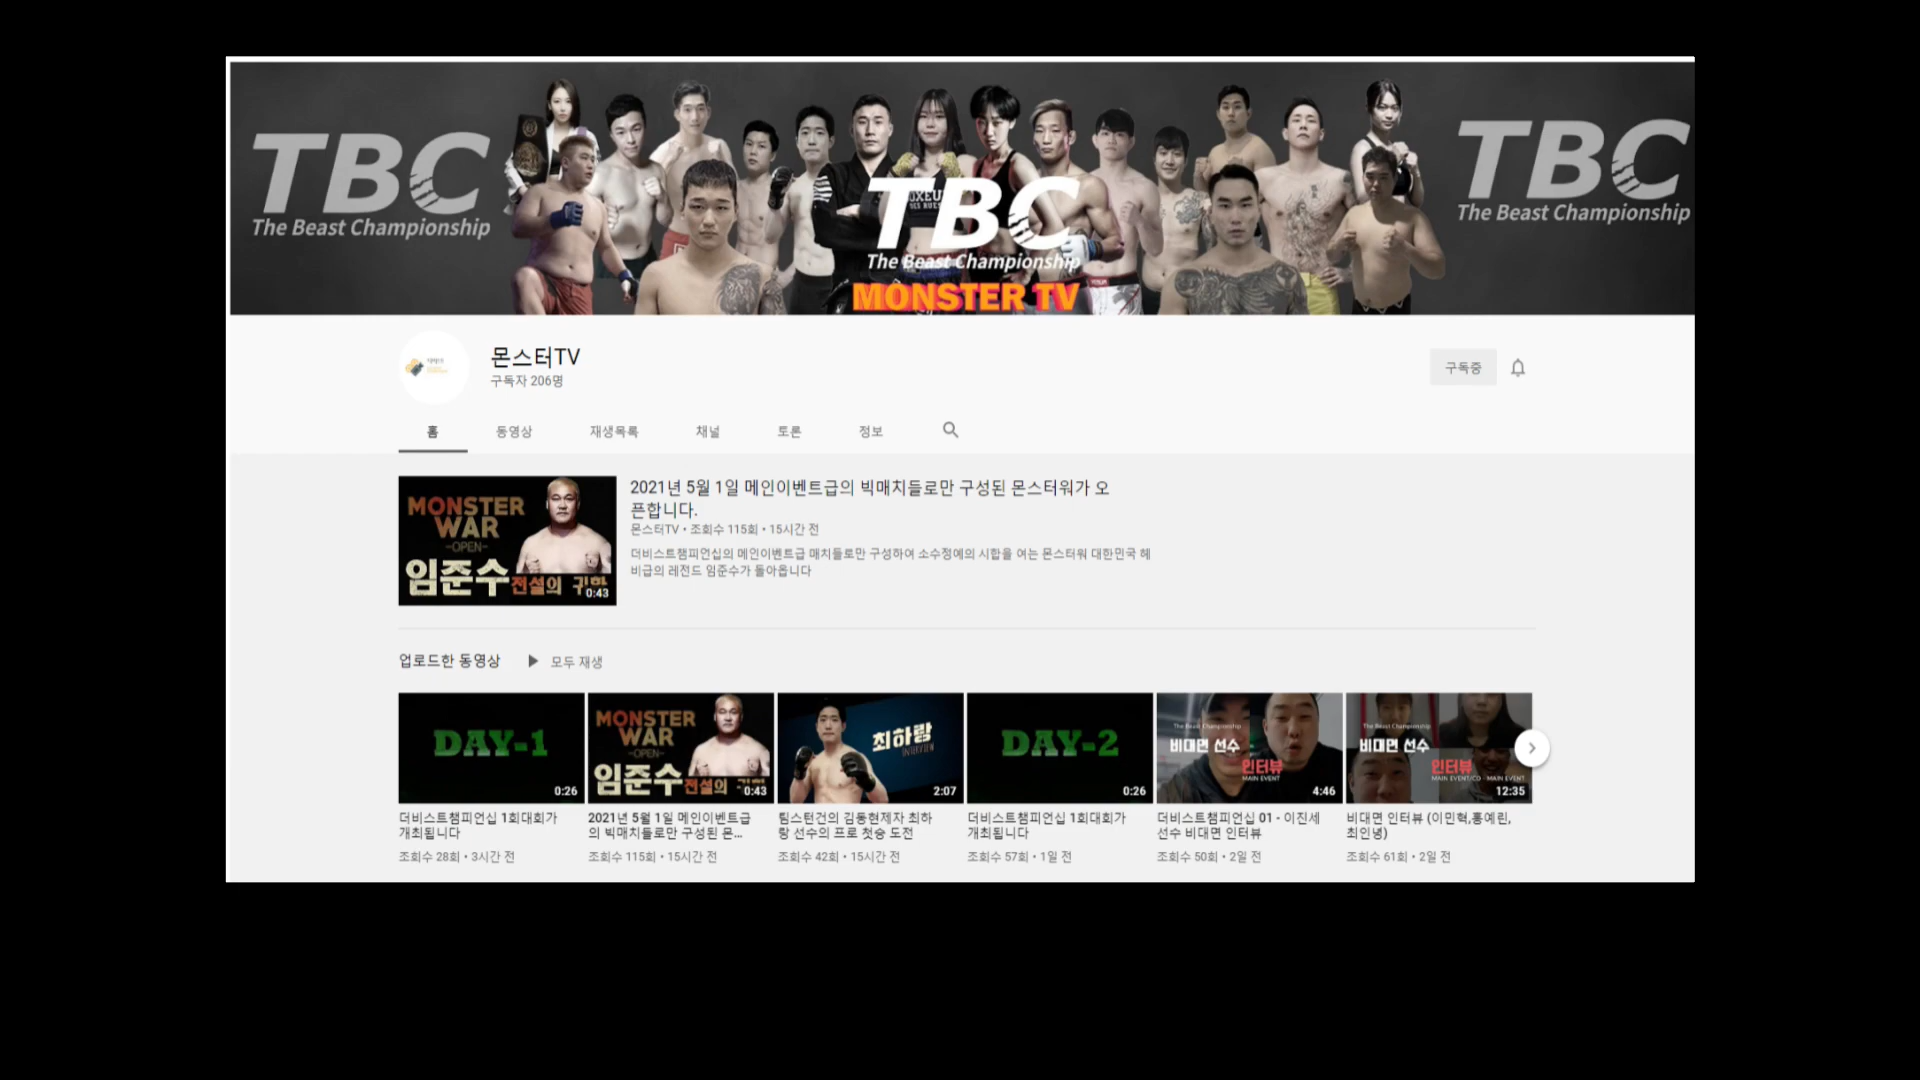 TBC
The Beast Championship
TBC
The Beast Championship
MONSTER TV
TBC
The Beast Championship
몬스터TV
구독자 206명
구독중
홈 동영상 재생목록 채널 토론 정보
MONSTER
WAR
-OPEN-
임준수 전설의 귀환
0:43
2021년 5월 1일 메인이벤트급의 빅매치들로만 구성된 몬스터워가 오
픈합니다.
몬스터TV • 조회수 115회 • 15시간 전
더비스트챔피언십의 메인이벤트급 매치들로만 구성하여 소수정예의 시합을 여는 몬스터워 대한민국 헤
비급의 레전드 임준수가 돌아옵니다
업로드한 동영상 모두 재생
DAY-1
0:26
더비스트챔피언십 1회대회가
개최됩니다
조회수 28회 • 3시간 전
MONSTER
WAR
-OPEN-
임준수 전설의
0:43
2021년 5월 1일 메인이벤트급
의 빅매치들로만 구성된 몬...
조회수 115회 • 15시간 전
최하랑
INTERVIEW
2:07
팀스턴건의 김동현제자 최하
랑 선수의 프로 첫승 도전
조회수 42회 • 15시간 전
DAY-2
0:26
더비스트챔피언십 1회대회가
개최됩니다
조회수 57회 • 1일 전
The Beast Championship
비대면 선수
인터뷰
MAIN EVENT
4:46
더비스트챔피언십 01 - 이진세
선수 비대면 인터뷰
조회수 50회 • 2일 전
The Beast Championship
비대면 선수
인터뷰
MAIN EVENT/CO - MAIN EVENT
12:35
비대면 인터뷰 (이민혁,홍예린,
최인녕)
조회수 61회 • 2일 전